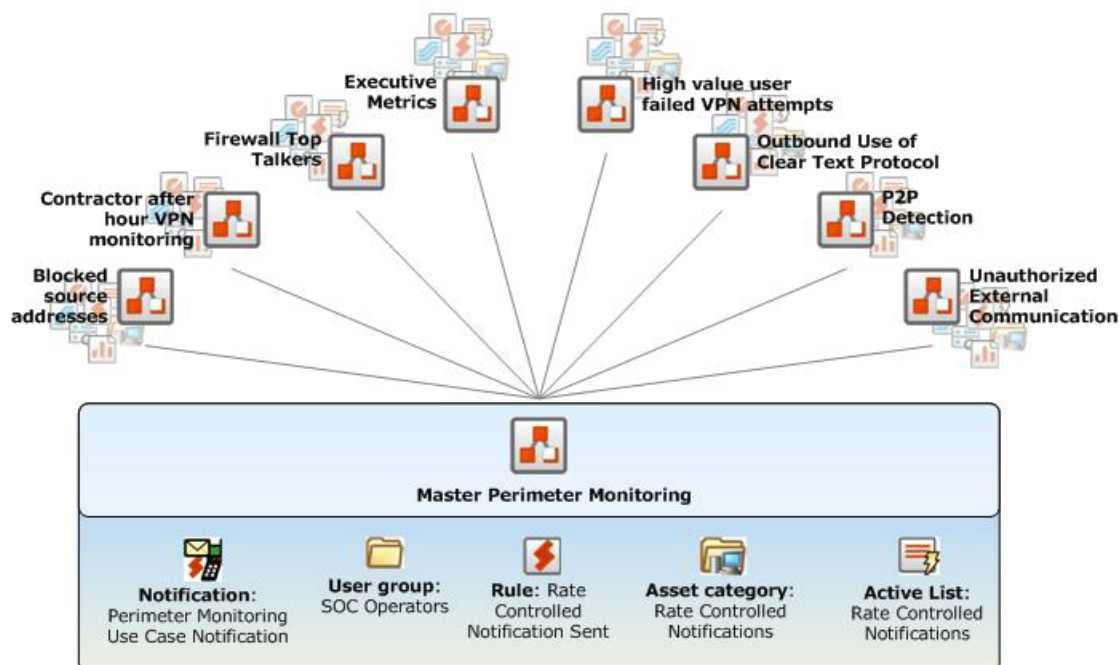 Executive
Metrics
High value user
failed VPN attempts
Firewall Top
Talkers
Outbound Use of
Clear Text Protocol
Contractor after
hour VPN
monitoring
P2P
Detection
Blocked
source
addresses
Unauthorized
External
Communication
Master Perimeter Monitoring
Notification:
Perimeter Monitoring
Use Case Notification
User group:
SOC Operators
Rule: Rate
Controlled
Notification Sent
Asset category:
Rate Controlled
Notifications
Active List:
Rate Controlled
Notifications